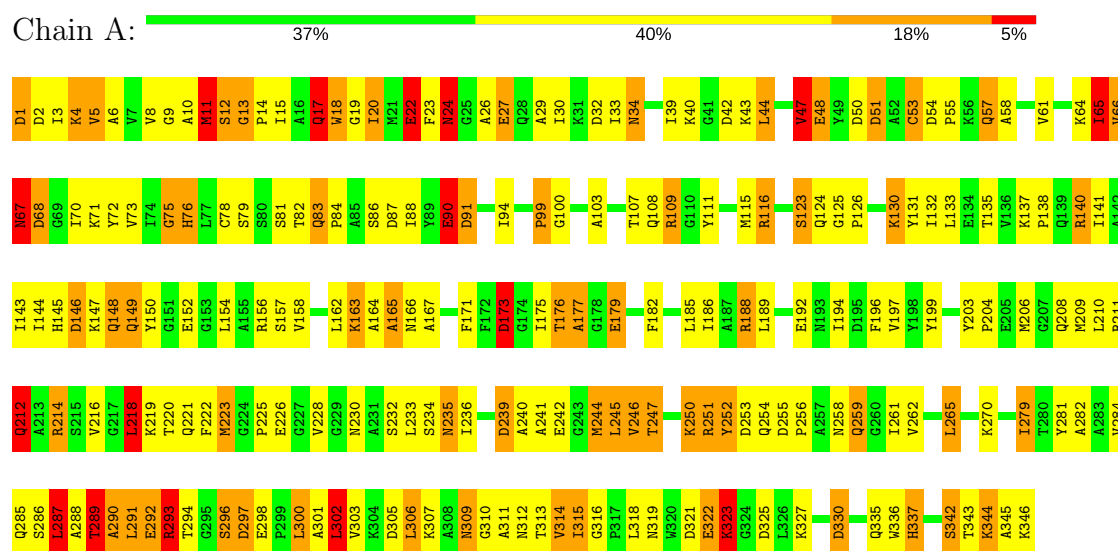 Chain A:
37% 40% 18% 5%
D1 D2 I3 K4 V5 A6 V7 V8 G9 A10 M11 S12 G13 P14 I15 A16 Q17 W18 G19 I20 M21 E22 F23 N24 G25 A26 E27 Q28 A29 I30 K31 D32 I33 N34 I39 K40 G41 D42 K43 L44 V47 E48 Y49 D50 D51 A52 C53 D54 P55 K56 Q57 A58 V61 K64 I65 V66
N67 D68 G69 I70 K71 Y72 V73 I74 G75 H76 L77 C78 S79 S80 S81 T82 Q83 P84 A85 S86 D87 I88 Y89 E90 D91 I94 P99 G100 A103 T107 Q108 R109 G110 Y111 M115 R116 S123 Q124 G125 P126 K130 Y131 I132 L133 E134 T135 V136 K137 P138 Q139 R140 I141 A142
I143 I144 H145 D146 K147 Q148 Q149 Y150 G151 E152 G153 L154 A155 R156 S157 V158 L162 K163 A164 A165 N166 A167 F171 F172 D173 G174 I175 T176 A177 G178 E179 F182 L185 I186 A187 R188 L189 E192 N193 I194 D195 F196 V197 Y198 Y199 Y203 P204 E205 M206 G207 Q208 M209 L210 R211
Q212 A213 R214 S215 V216 G217 L218 K219 T220 Q221 F222 M223 G224 P225 E226 G227 V228 G229 N230 A231 S232 L233 S234 N235 I236 D239 A240 A241 E242 G243 M244 L245 V246 T247 K250 R251 Y252 D253 Q254 D255 P256 A257 N258 Q259 G260 I261 V262 L265 K270 I279 T280 Y281 A282 A283 V284
Q285 S286 L287 A288 T289 A290 L291 E292 R293 T294 G295 S296 D297 E298 P299 L300 A301 L302 V303 K304 D305 L306 K307 A308 N309 G310 A311 N312 T313 V314 I315 G316 P317 L318 N319 W320 D321 E322 K323 G324 D325 L326 K327 D330 Q335 W336 H337 S342 T343 K344 A345 K346